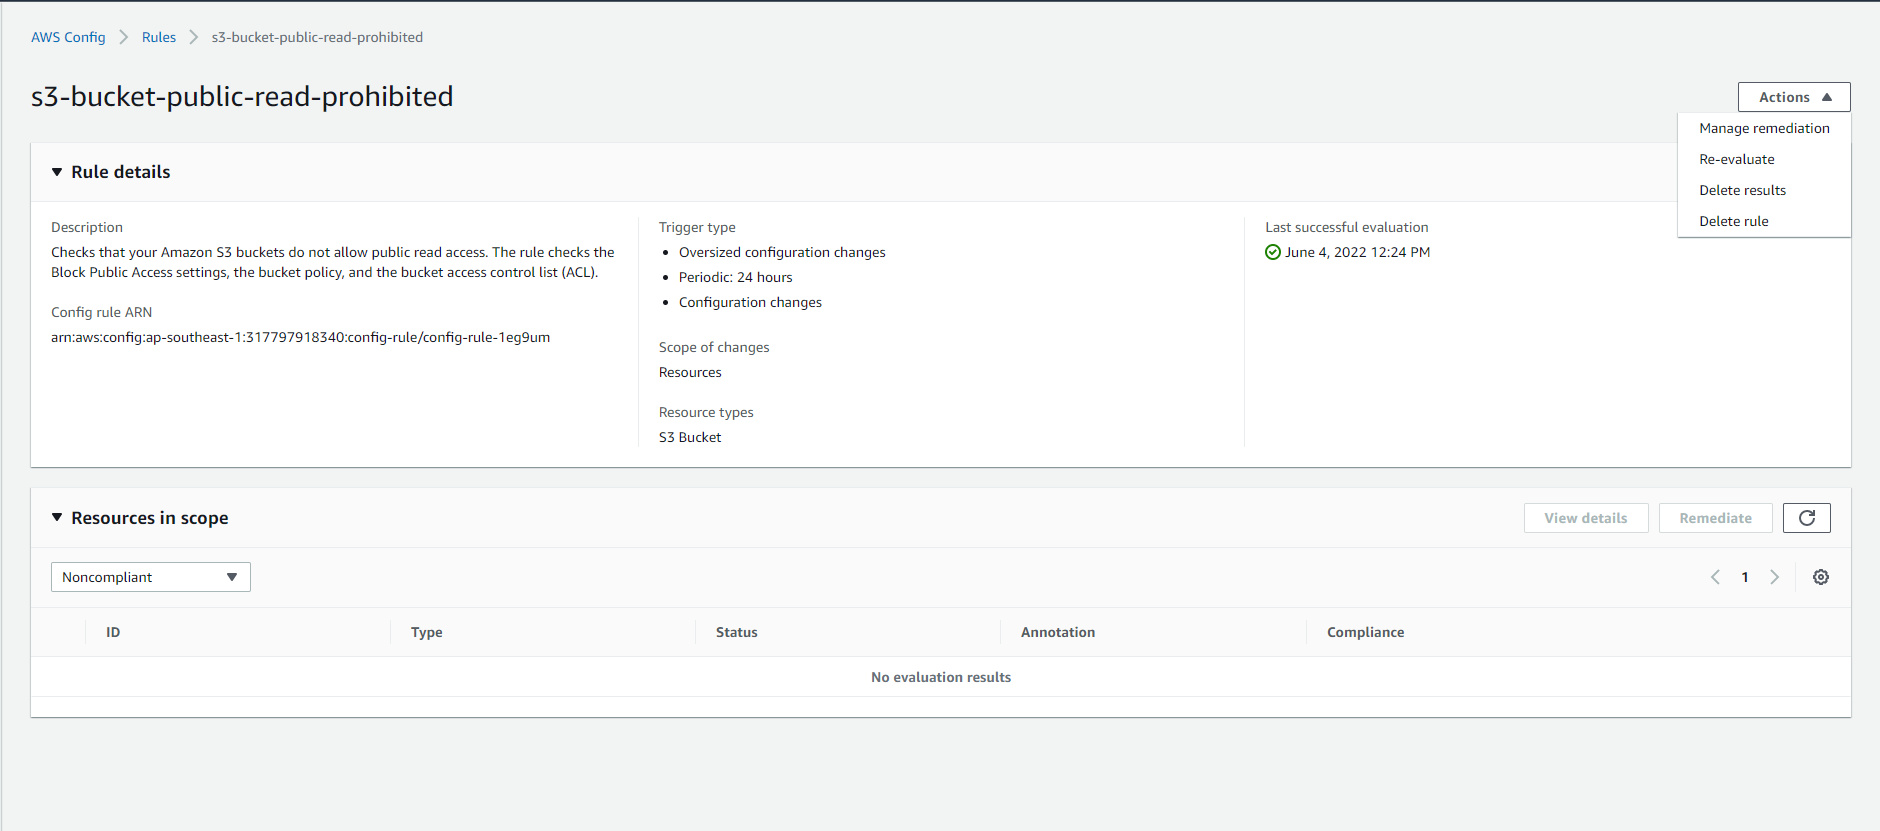 AWS Config
Rules
s3-bucket-public-read-prohibited
s3-bucket-public-read-prohibited
Actions
Manage remediation
Re-evaluate
Delete results
Delete rule
Rule details
Description
Checks that your Amazon S3 buckets do not allow public read access. The rule checks the
Block Public Access settings, the bucket policy, and the bucket access control list (ACL).
Config rule ARN
arn:aws:config:ap-southeast-1:317797918340:config-rule/config-rule-1eg9um
Trigger type
Oversized configuration changes
Periodic: 24 hours
Configuration changes
Scope of changes
Resources
Resource types
S3 Bucket
Last successful evaluation
June 4, 2022 12:24 PM
Resources in scope
View details
Remediate
Noncompliant
1
ID
Type
Status
Annotation
Compliance
No evaluation results